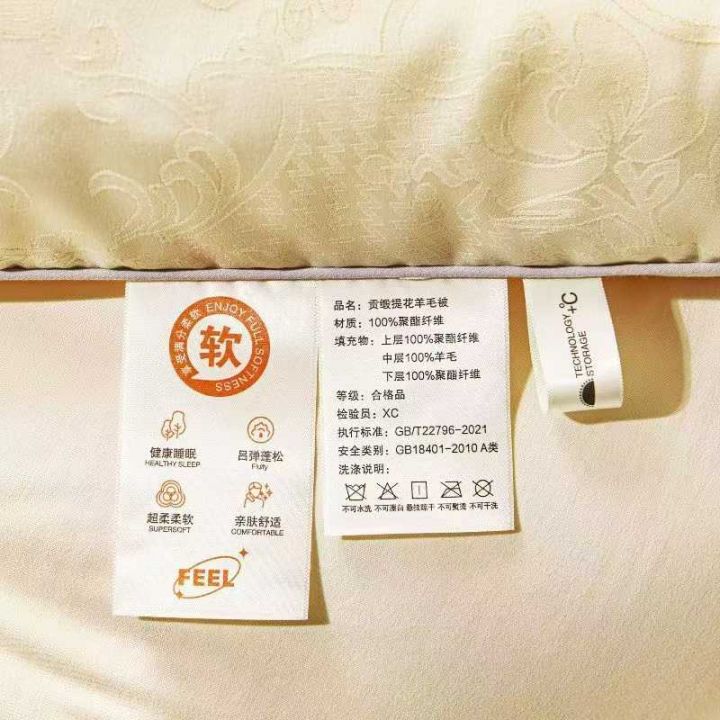 享受满分柔软 ENJOY FULL SOFTNESS
软
健康睡眠
HEALTHY SLEEP
吕弹蓬松
Fluffy
超柔柔软
SUPERSOFT
亲肤舒适
COMFORTABLE
FEEL
品名：贡缎提花羊毛被
材质：100%聚酯纤维
填充物：上层100%聚酯纤维
中层100%羊毛
下层100%聚酯纤维
等级：合格品
检验员：XC
执行标准：GB/T22796-2021
安全类别：GB18401-2010 A类
洗涤说明：
不可水洗 不可漂白 悬挂晾干 不可熨烫 不可干洗
+°C
TECHNOLOGY
STORAGE